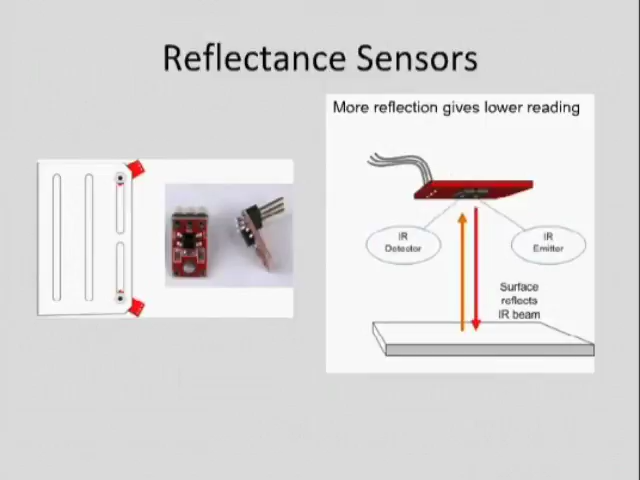 Reflectance Sensors
More reflection gives lower reading
IR
Detector
IR
Emitter
Surface
reflects
IR beam